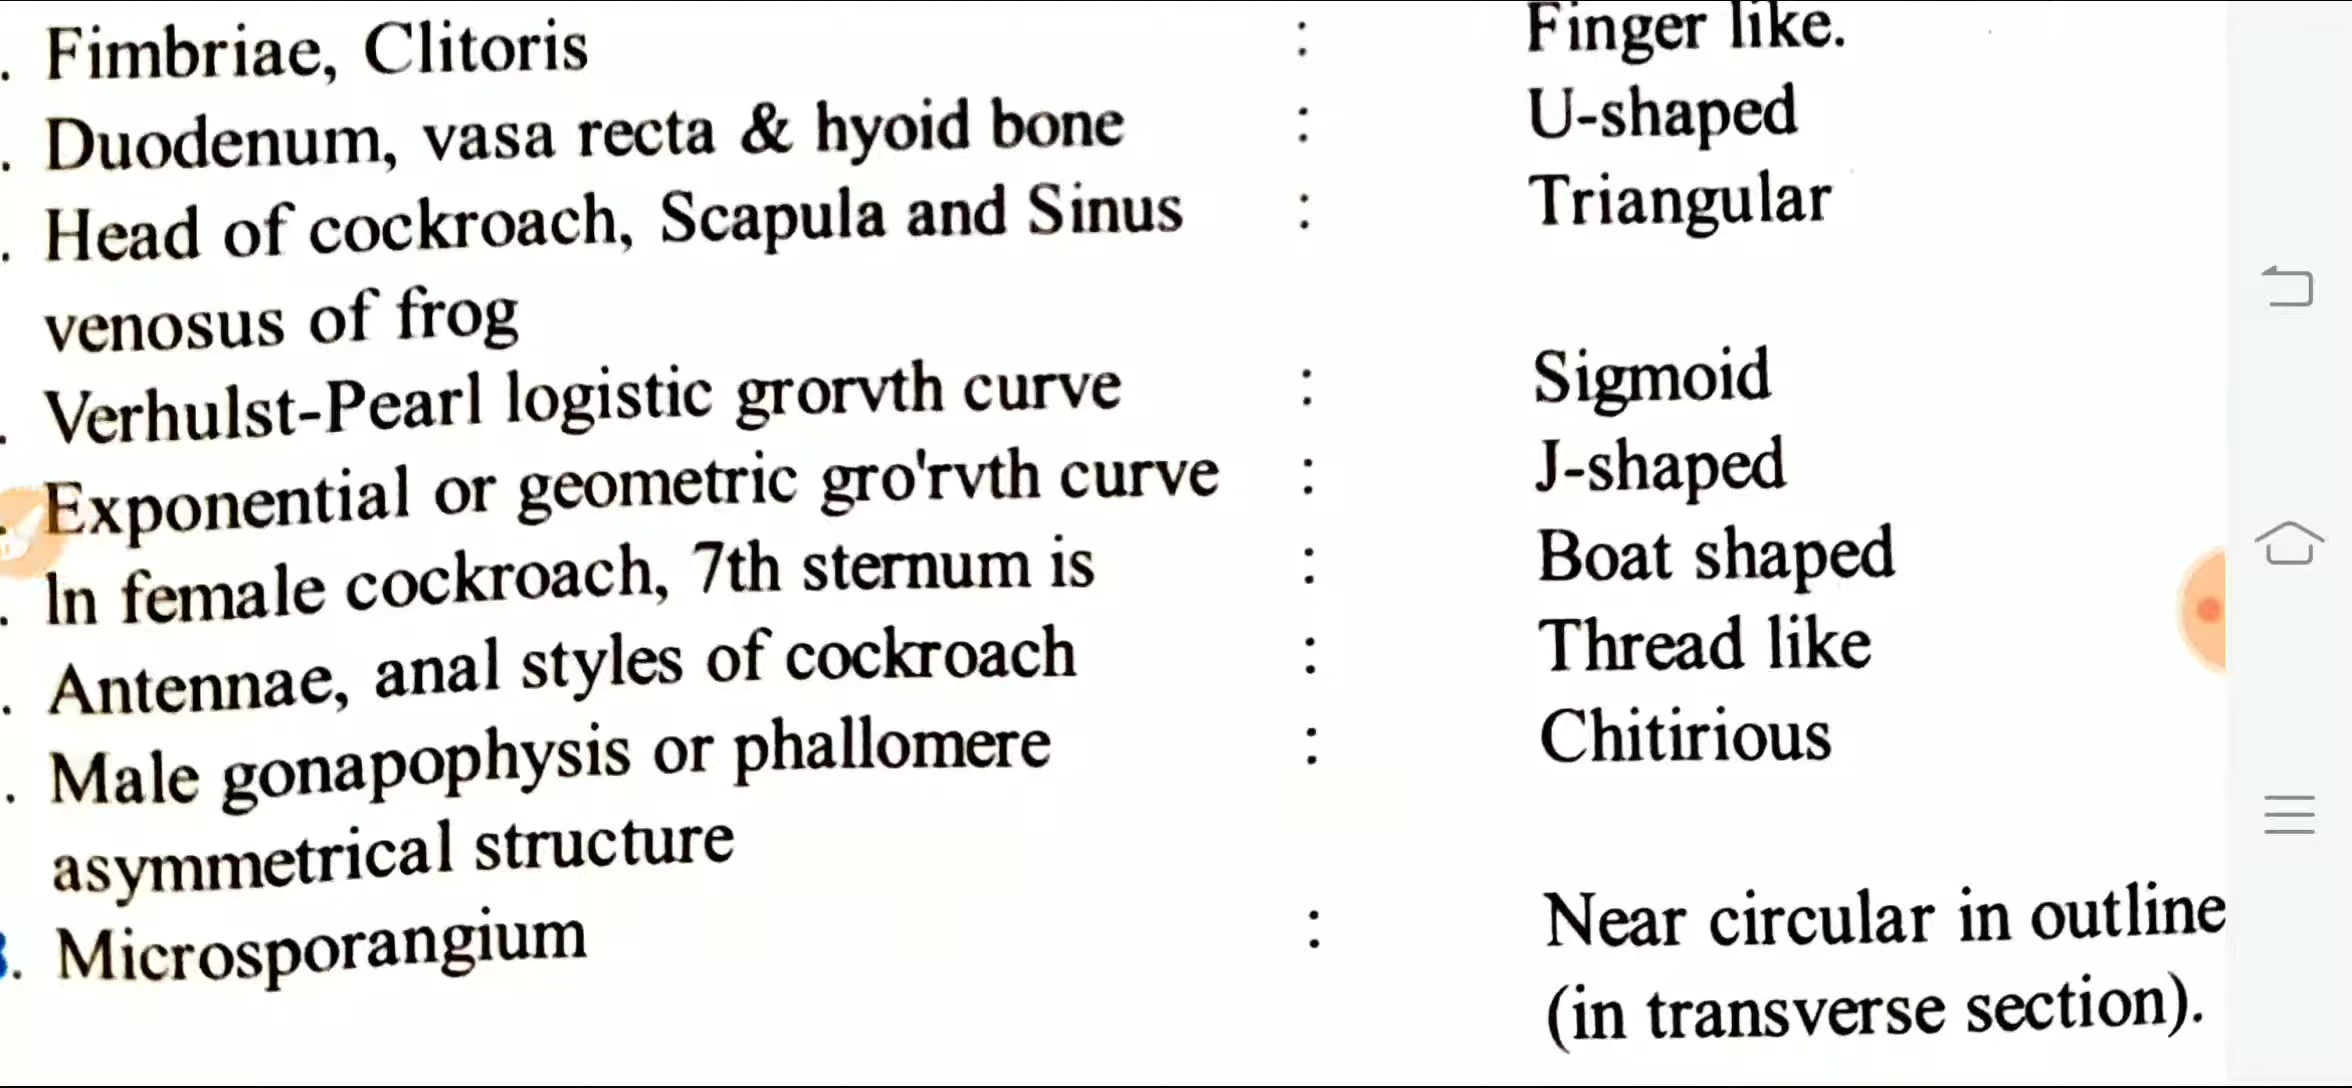 . Fimbriae, Clitoris : Finger like.
. Duodenum, vasa recta & hyoid bone : U-shaped
. Head of cockroach, Scapula and Sinus : Triangular
venosus of frog
. Verhulst-Pearl logistic grorvth curve : Sigmoid
. Exponential or geometric gro'rvth curve : J-shaped
. In female cockroach, 7th sternum is : Boat shaped
. Antennae, anal styles of cockroach : Thread like
. Male gonapophysis or phallomere : Chitirious
asymmetrical structure
. Microsporangium : Near circular in outline
(in transverse section).